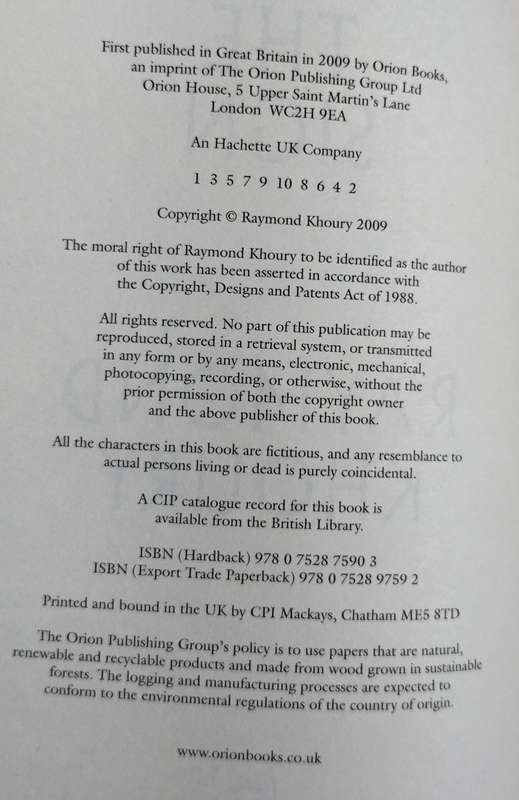 First published in Great Britain in 2009 by Orion Books,
an imprint of The Orion Publishing Group Ltd
Orion House, 5 Upper Saint Martin's Lane
London WC2H 9EA
An Hachette UK Company
1 3 5 7 9 10 8 6 4 2
Copyright © Raymond Khoury 2009
The moral right of Raymond Khoury to be identified as the author
of this work has been asserted in accordance with
the Copyright, Designs and Patents Act of 1988.
All rights reserved. No part of this publication may be
reproduced, stored in a retrieval system, or transmitted
in any form or by any means, electronic, mechanical,
photocopying, recording, or otherwise, without the
prior permission of both the copyright owner
and the above publisher of this book.
All the characters in this book are fictitious, and any resemblance to
actual persons living or dead is purely coincidental.
A CIP catalogue record for this book is
available from the British Library.
ISBN (Hardback) 978 0 7528 7590 3
ISBN (Export Trade Paperback) 978 0 7528 9759 2
Printed and bound in the UK by CPI Mackays, Chatham ME5 8TD
The Orion Publishing Group's policy is to use papers that are natural,
renewable and recyclable products and made from wood grown in sustainable
forests. The logging and manufacturing processes are expected to
conform to the environmental regulations of the country of origin.
www.orionbooks.co.uk